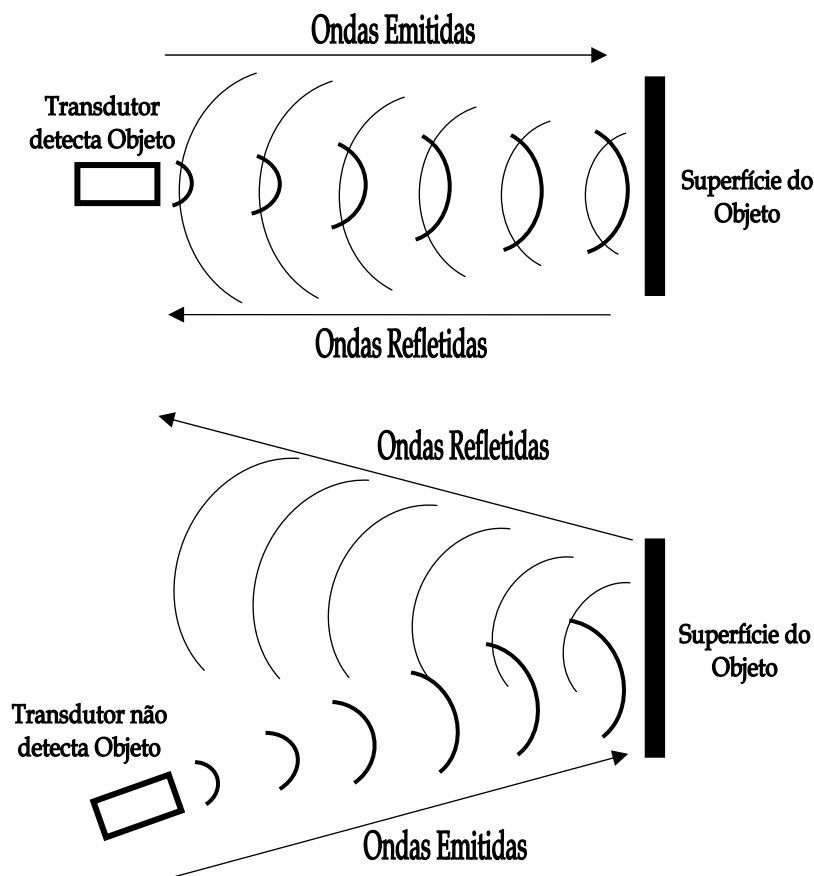 Ondas Emitidas
Transdutor
detecta Objeto
Superfície do
Objeto
Ondas Refletidas
Ondas Refletidas
Superfície do
Objeto
Transdutor não
detecta Objeto
Ondas Emitidas